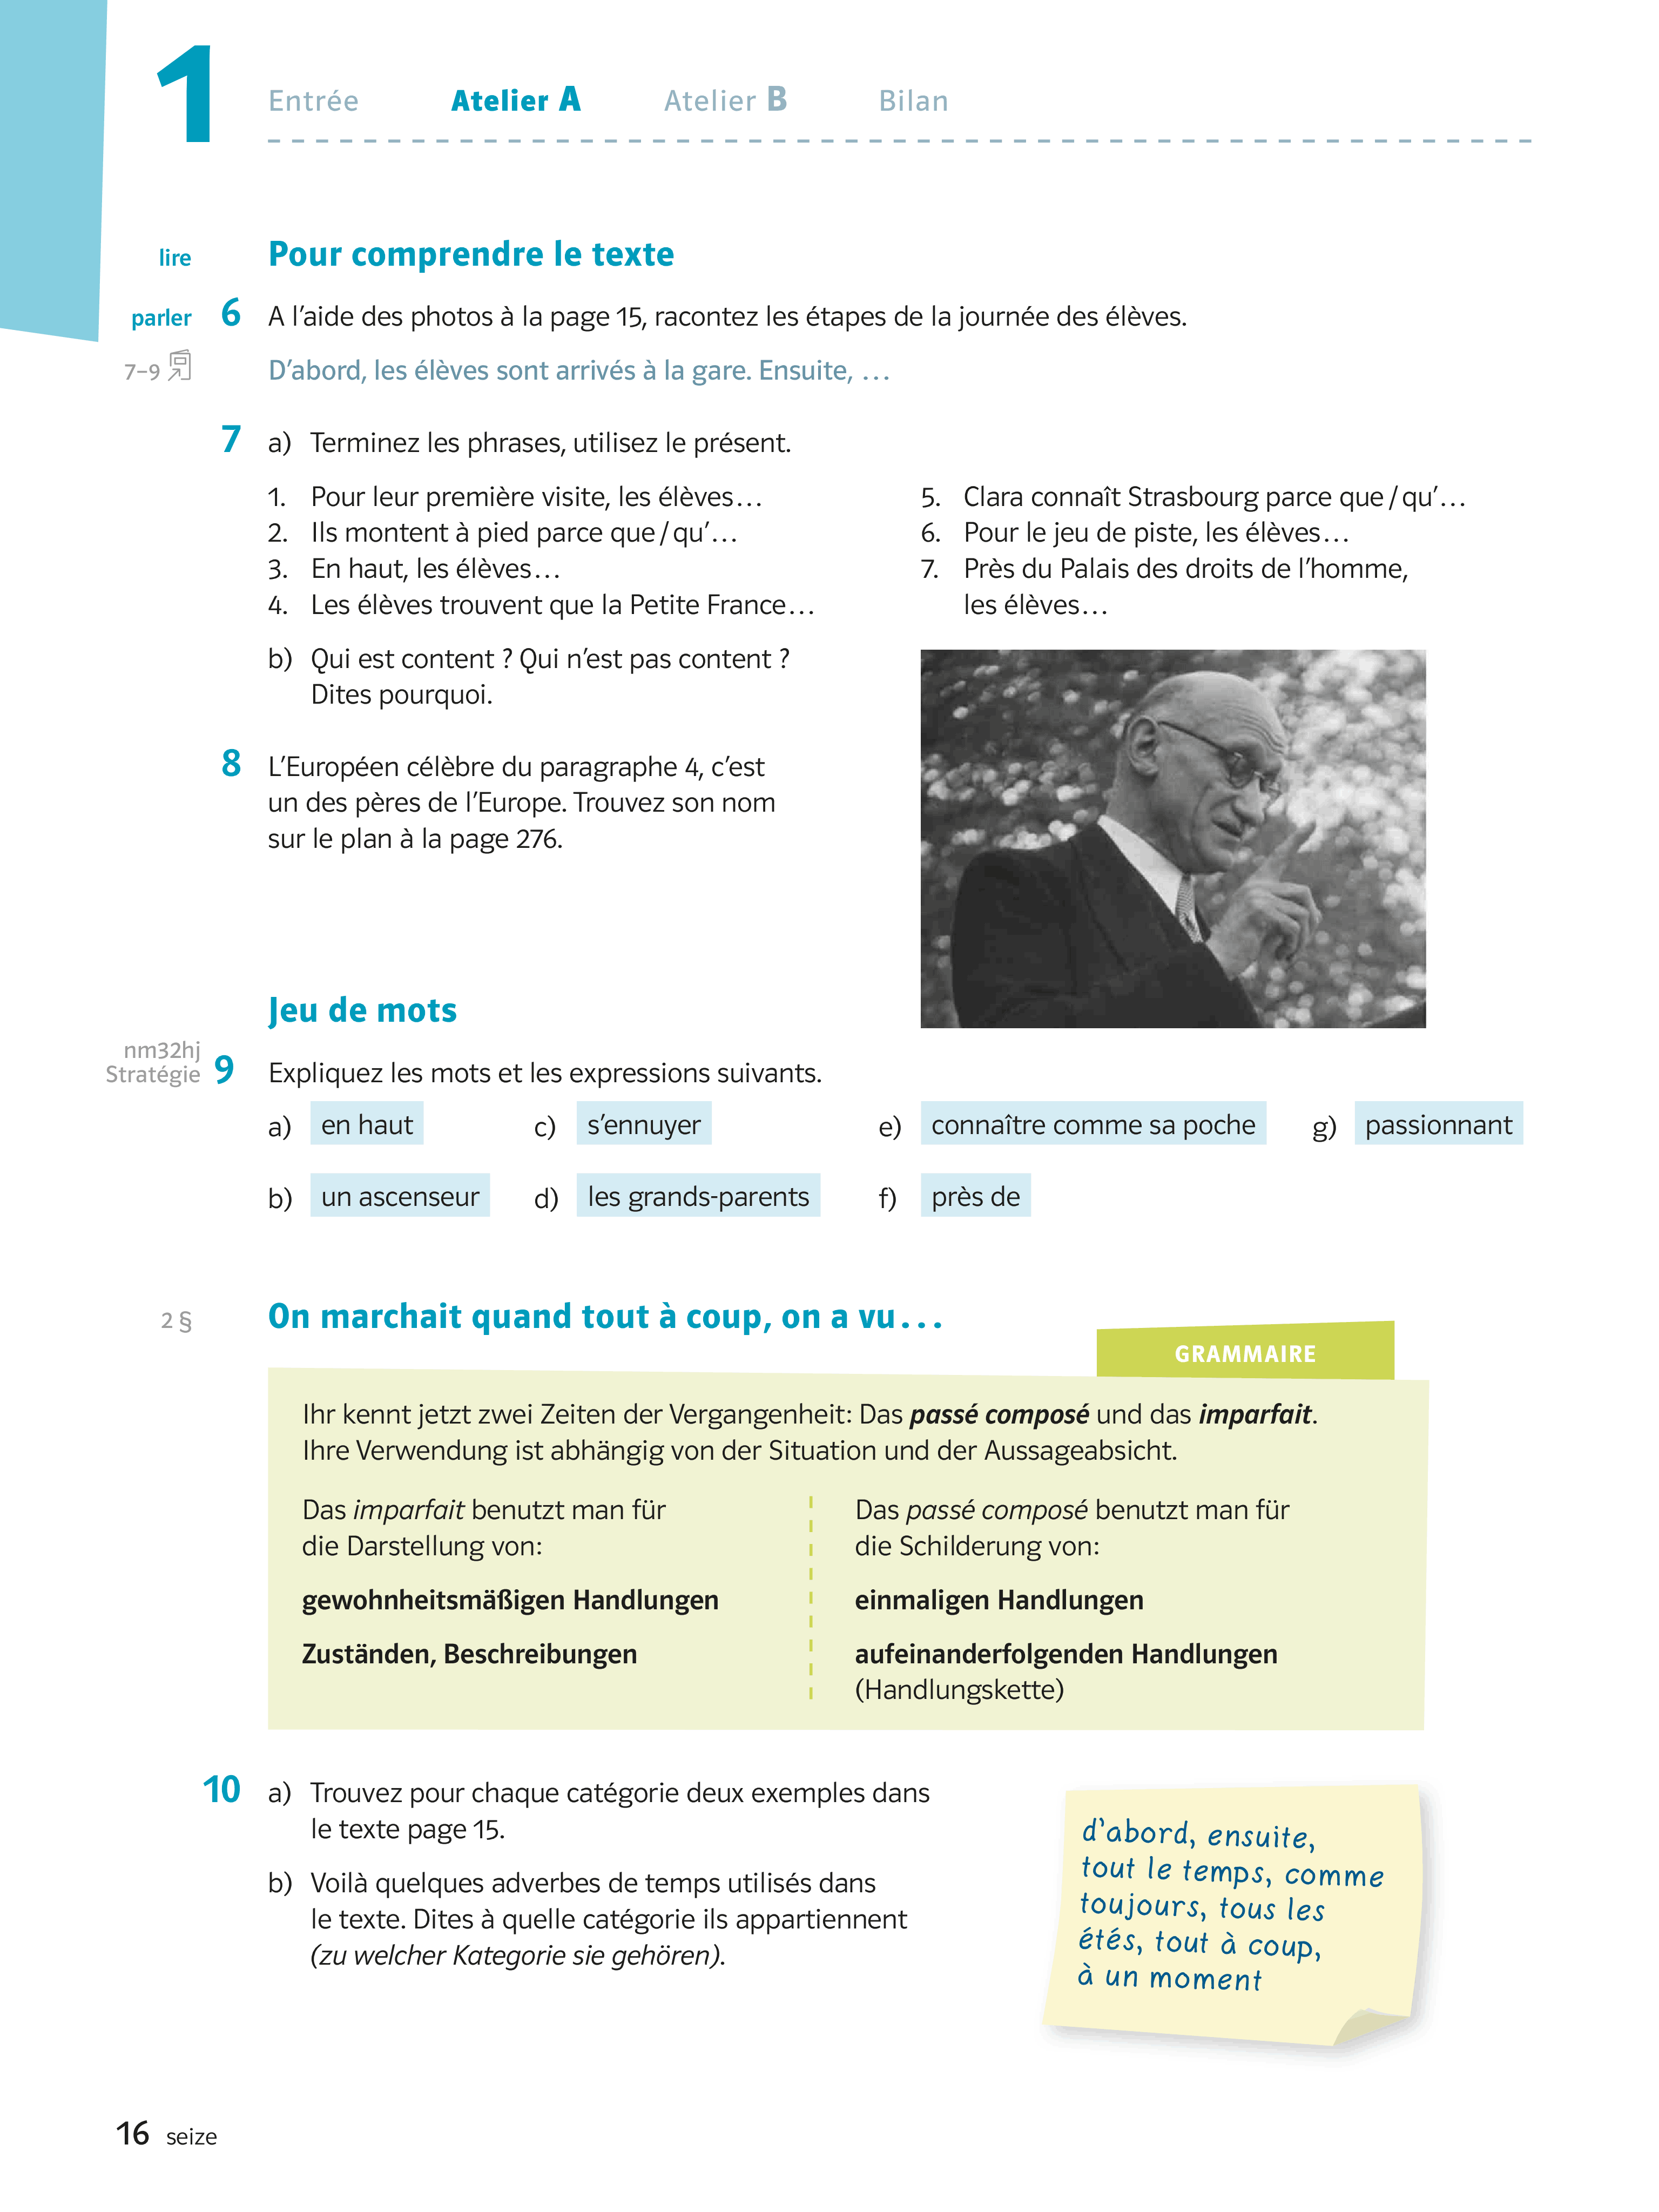 1
Entrée Atelier A Atelier B Bilan
lire Pour comprendre le texte
parler 6 A l'aide des photos à la page 15, racontez les étapes de la journée des élèves.
7–9 D'abord, les élèves sont arrivés à la gare. Ensuite, …
7 a) Terminez les phrases, utilisez le présent.
1. Pour leur première visite, les élèves…
2. Ils montent à pied parce que / qu'…
3. En haut, les élèves…
4. Les élèves trouvent que la Petite France…
5. Clara connaît Strasbourg parce que / qu'…
6. Pour le jeu de piste, les élèves…
7. Près du Palais des droits de l'homme,
les élèves…
b) Qui est content ? Qui n'est pas content ?
Dites pourquoi.
8 L'Européen célèbre du paragraphe 4, c'est
un des pères de l'Europe. Trouvez son nom
sur le plan à la page 276.
Jeu de mots
nm32hj
Stratégie 9 Expliquez les mots et les expressions suivants.
a) en haut c) s'ennuyer e) connaître comme sa poche g) passionnant
b) un ascenseur d) les grands-parents f) près de
2 § On marchait quand tout à coup, on a vu…
GRAMMAIRE
Ihr kennt jetzt zwei Zeiten der Vergangenheit: Das passé composé und das imparfait.
Ihre Verwendung ist abhängig von der Situation und der Aussageabsicht.
Das imparfait benutzt man für
die Darstellung von:
gewohnheitsmäßigen Handlungen
Zuständen, Beschreibungen
Das passé composé benutzt man für
die Schilderung von:
einmaligen Handlungen
aufeinanderfolgenden Handlungen
(Handlungskette)
10 a) Trouvez pour chaque catégorie deux exemples dans
le texte page 15.
b) Voilà quelques adverbes de temps utilisés dans
le texte. Dites à quelle catégorie ils appartiennent
(zu welcher Kategorie sie gehören).
d'abord, ensuite,
tout le temps, comme
toujours, tous les
étés, tout à coup,
à un moment
16 seize